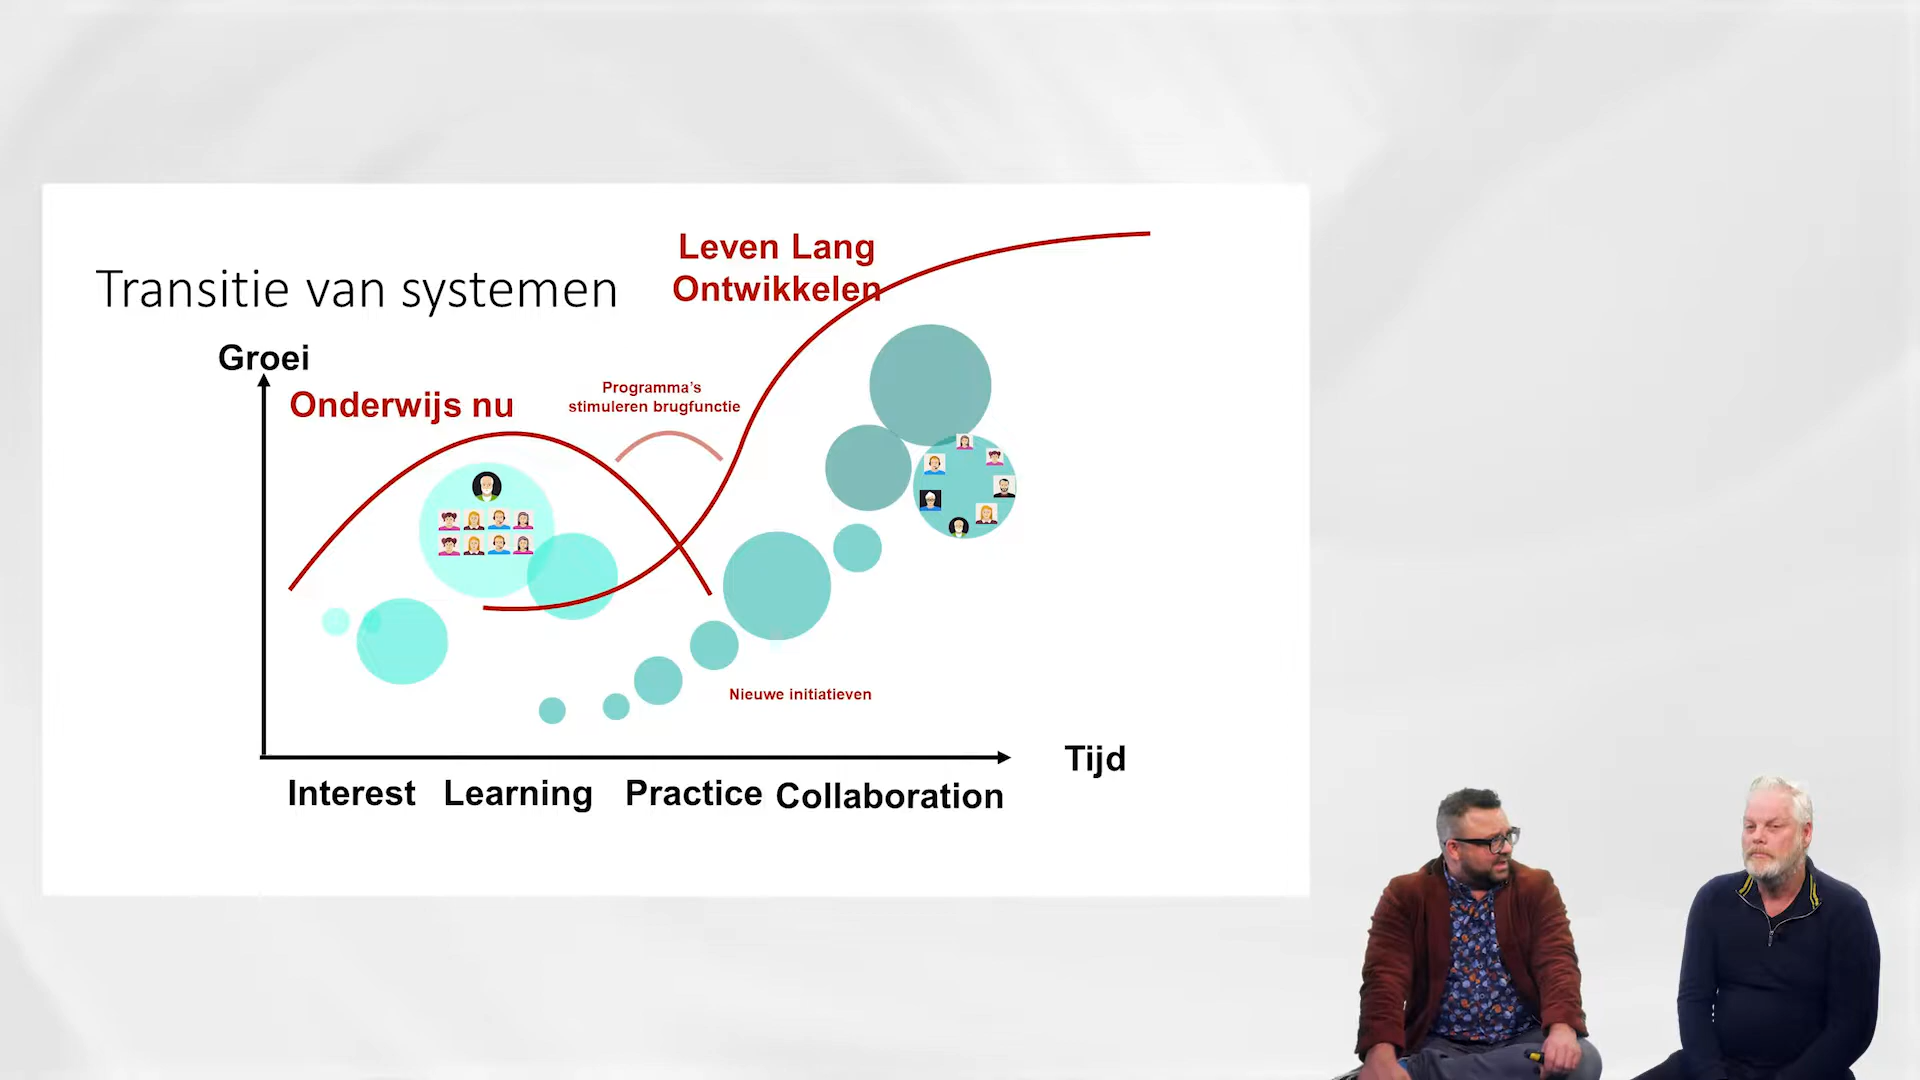 Transitie van systemen
Leven Lang
Ontwikkelen
Groei
Onderwijs nu
Programma's
stimuleren brugfunctie
Nieuwe initiatieven
Tijd
Interest Learning Practice Collaboration